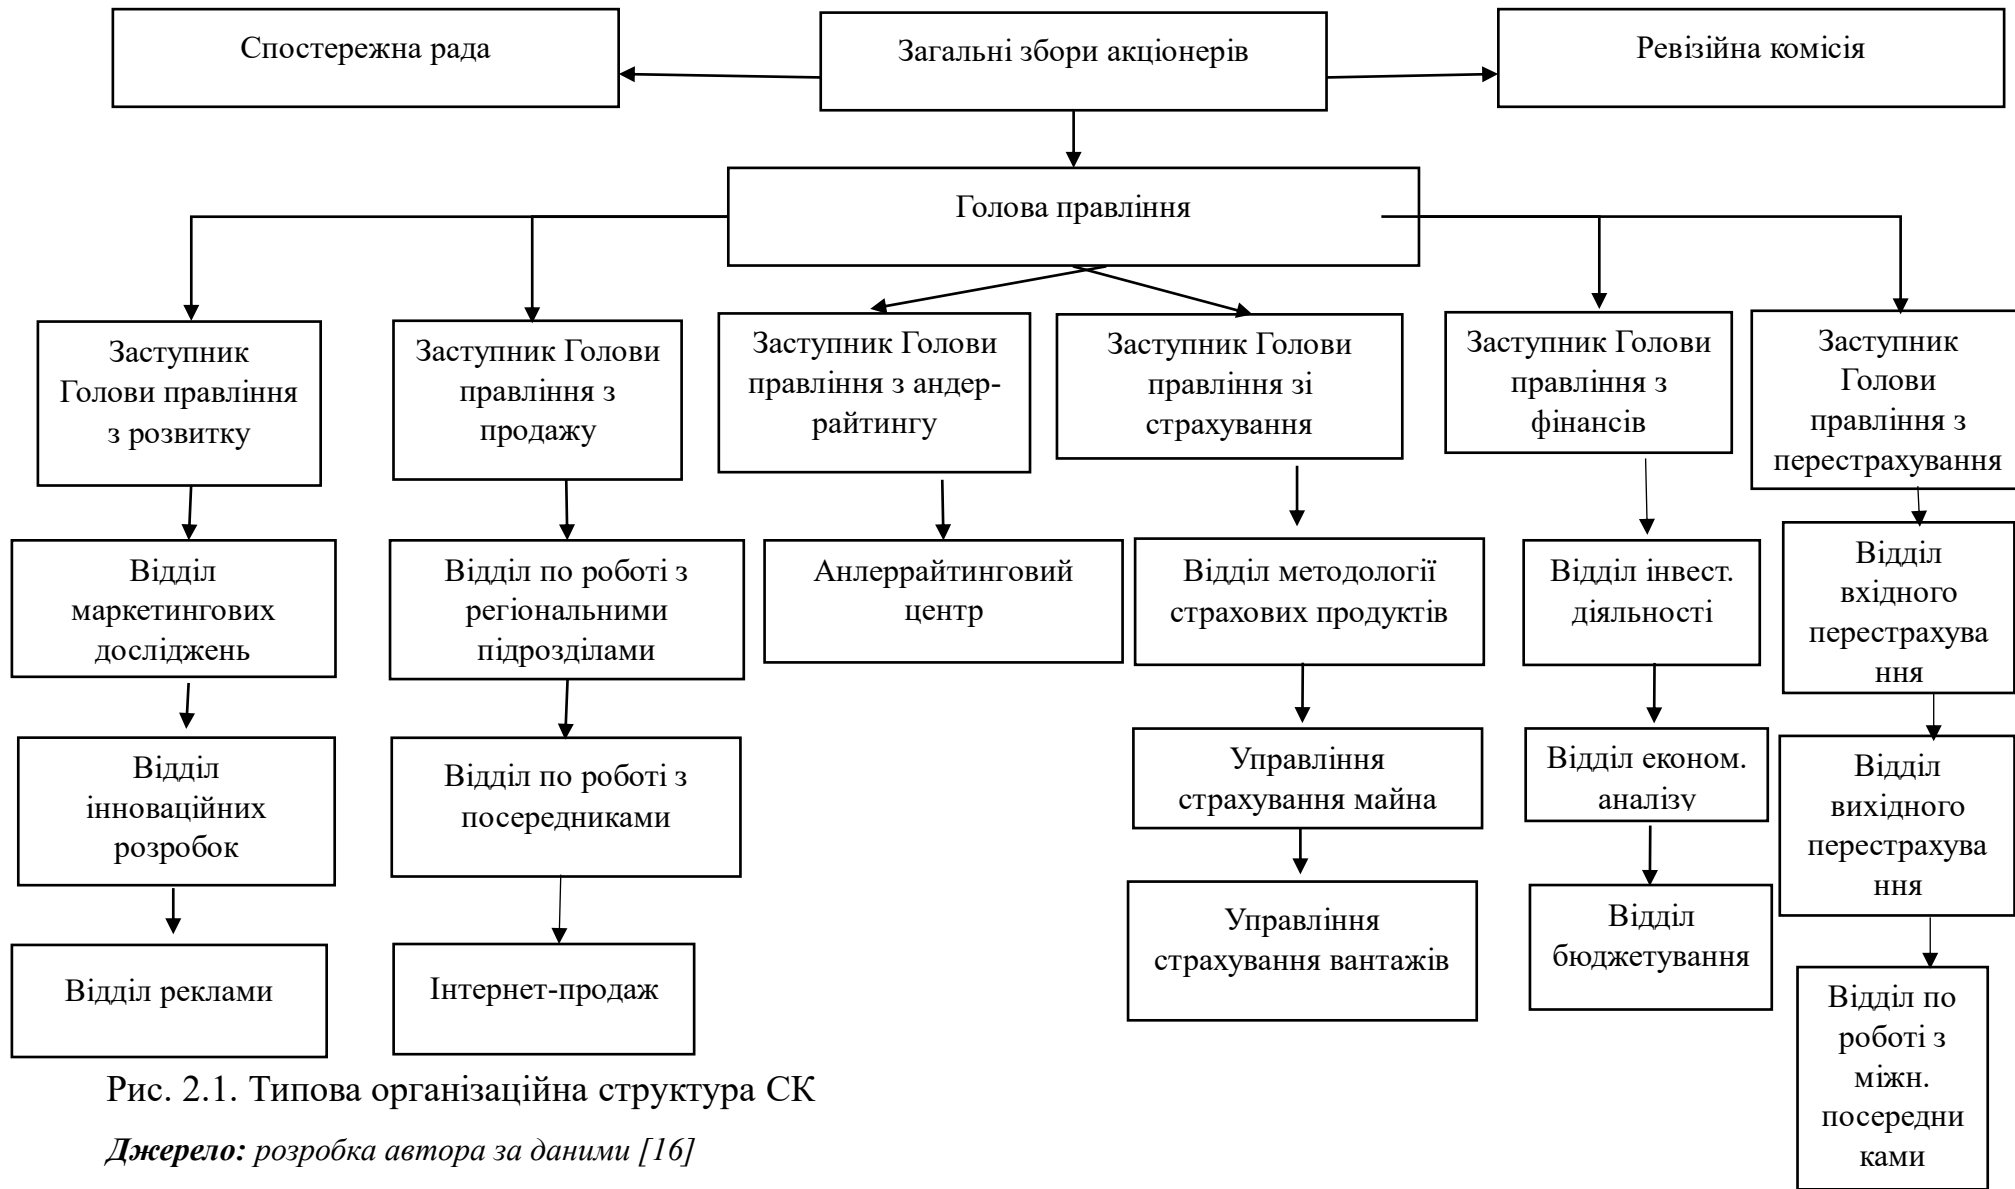 Спостережна рада
Загальні збори акціонерів
Ревізійна комісія
Голова правління
Заступник
Голови правління
з розвитку
Заступник Голови
правління з
продажу
Заступник Голови
правління з андер-
райтингу
Заступник Голови
правління зі
страхування
Заступник Голови
правління з
фінансів
Заступник
Голови
правління з
перестрахування
Відділ
маркетингових
досліджень
Відділ по роботі з
регіональними
підрозділами
Анлеррайтинговий
центр
Відділ методології
страхових продуктів
Відділ інвест.
діяльності
Відділ
вхідного
перестрахува
ння
Відділ
інноваційних
розробок
Відділ по роботі з
посередниками
Управління
страхування майна
Відділ економ.
аналізу
Відділ
вихідного
перестрахува
ння
Відділ реклами
Інтернет-продаж
Управління
страхування вантажів
Відділ
бюджетування
Відділ по
роботі з
міжн.
посередни
ками
Рис. 2.1. Типова організаційна структура СК
Джерело: розробка автора за даними [16]